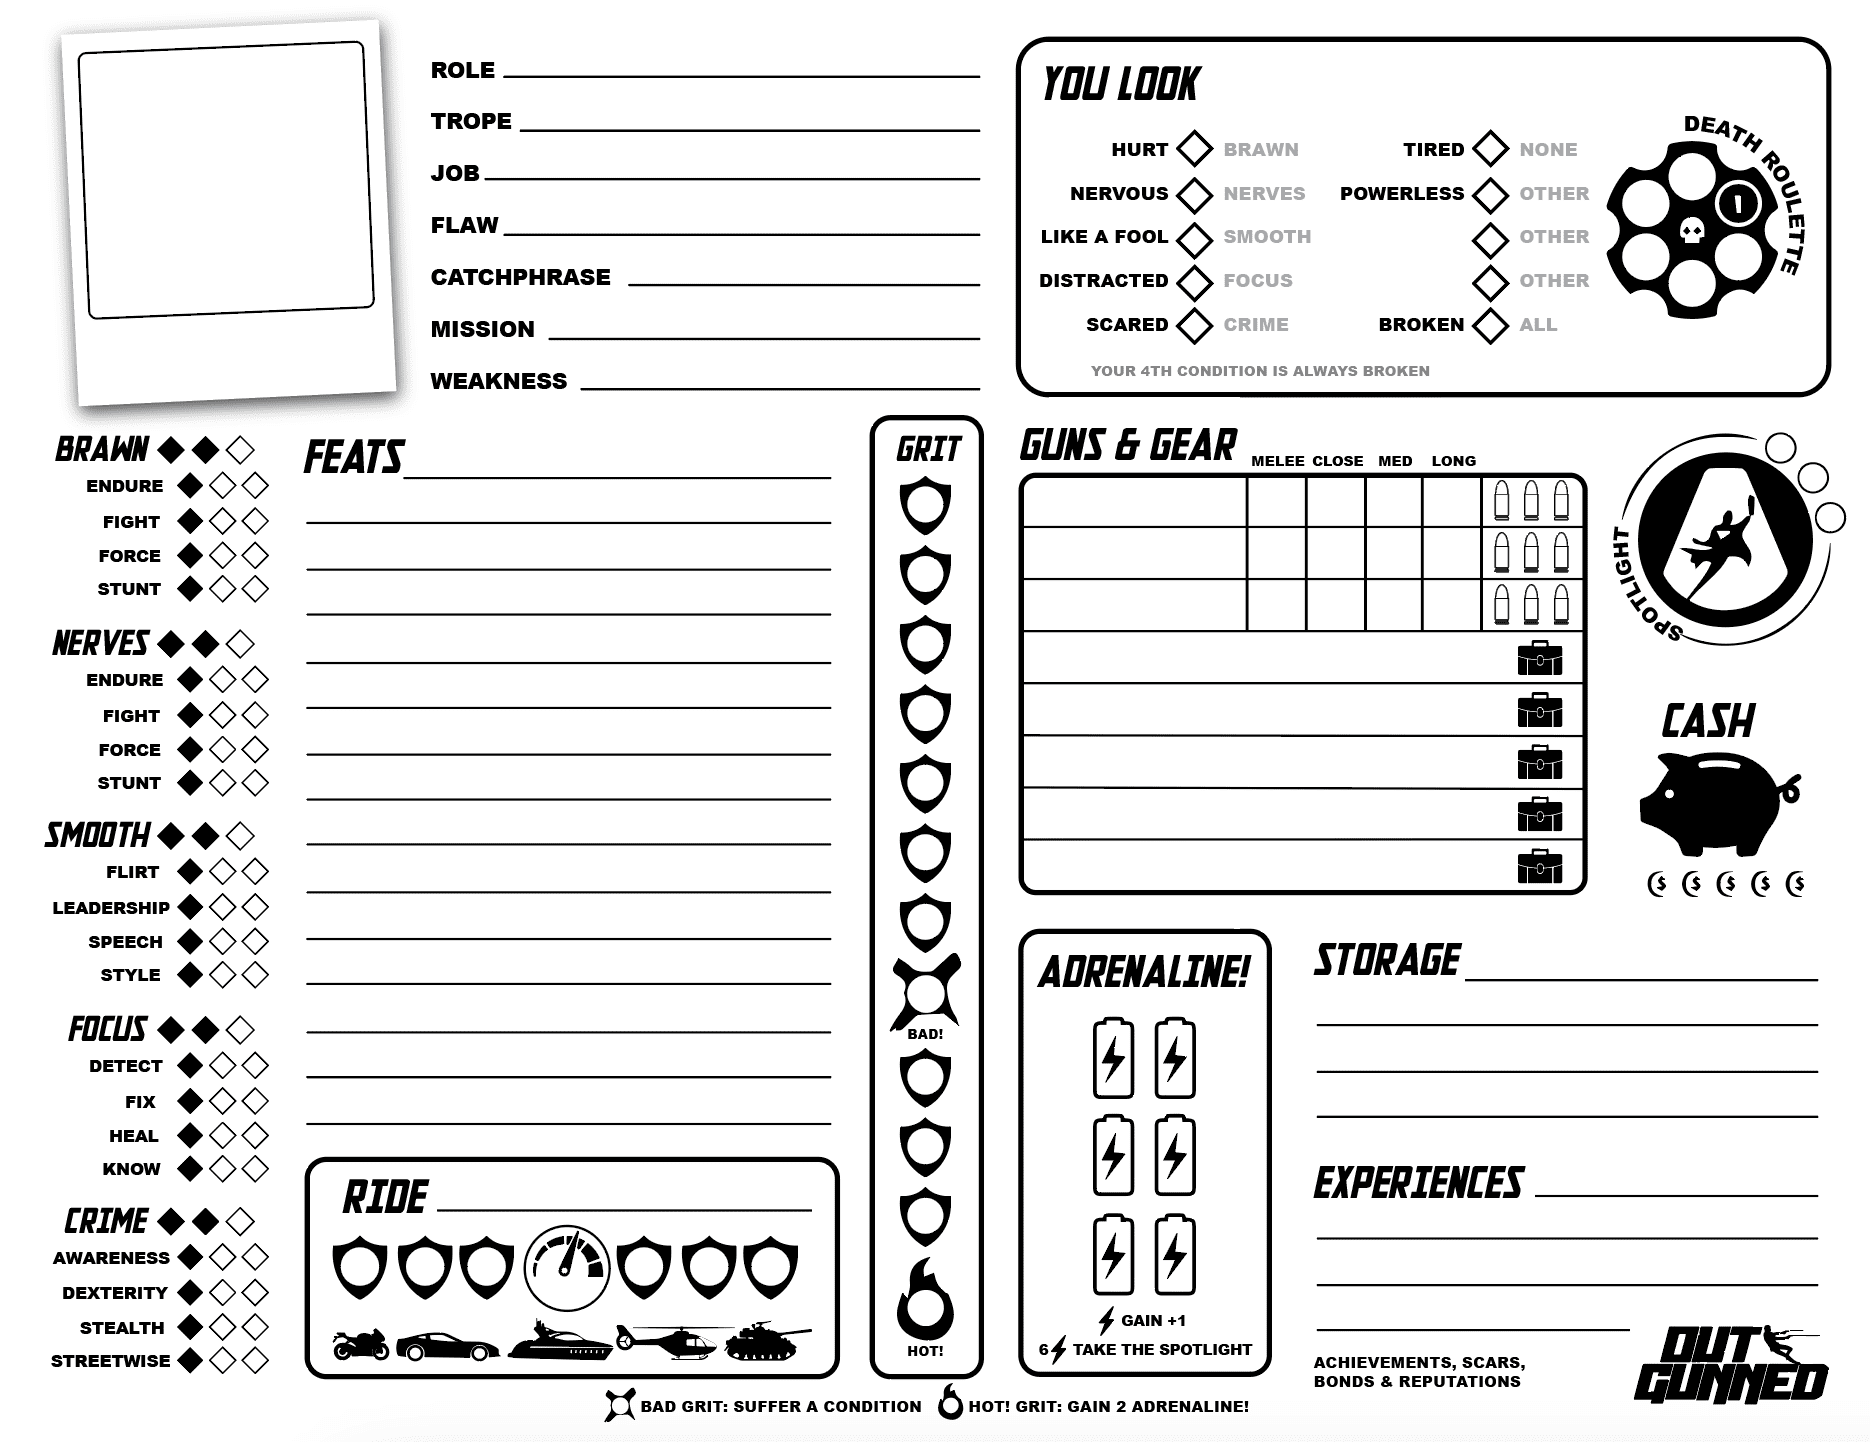 ROLE
TROPE
JOB
FLAW
CATCHPHRASE
MISSION
WEAKNESS
YOU LOOK
HURT BRAWN
NERVOUS NERVES
LIKE A FOOL SMOOTH
DISTRACTED FOCUS
SCARED CRIME
TIRED NONE
POWERLESS OTHER
OTHER
OTHER
BROKEN ALL
YOUR 4TH CONDITION IS ALWAYS BROKEN
DEATH ROULETTE
BRAWN
ENDURE
FIGHT
FORCE
STUNT
NERVES
ENDURE
FIGHT
FORCE
STUNT
SMOOTH
FLIRT
LEADERSHIP
SPEECH
STYLE
FOCUS
DETECT
FIX
HEAL
KNOW
CRIME
AWARENESS
DEXTERITY
STEALTH
STREETWISE
FEATS
RIDE
GRIT
BAD!
HOT!
BAD GRIT: SUFFER A CONDITION HOT! GRIT: GAIN 2 ADRENALINE!
GUNS & GEAR MELEE CLOSE MED LONG
SPOTLIGHT
CASH
$ $ $ $ $
ADRENALINE!
GAIN +1
6 TAKE THE SPOTLIGHT
STORAGE
EXPERIENCES
ACHIEVEMENTS, SCARS,
BONDS & REPUTATIONS
OUT
GUNNED